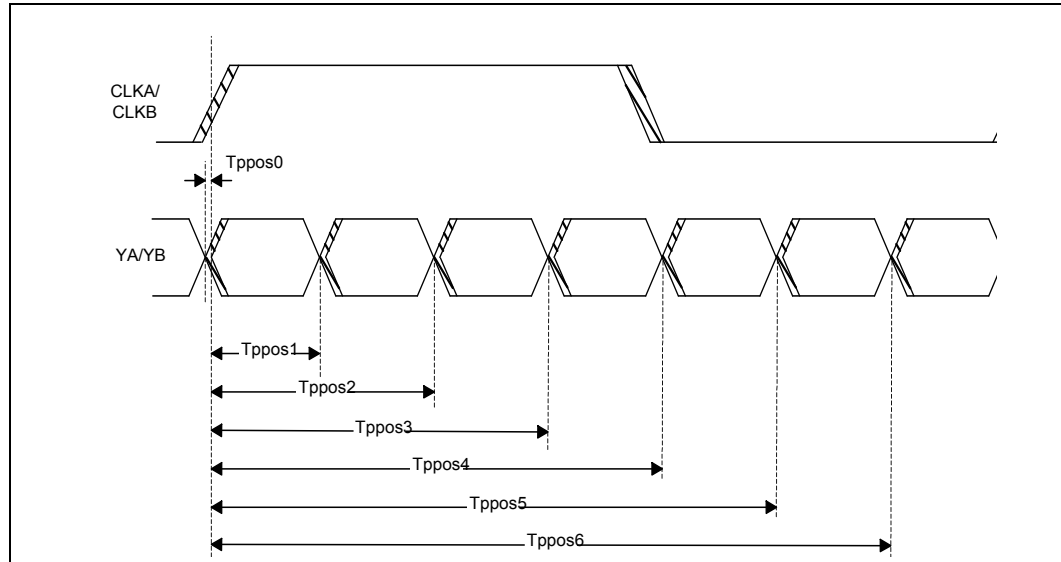 CLKA/
CLKB
Tppos0
YA/YB
Tppos1
Tppos2
Tppos3
Tppos4
Tppos5
Tppos6